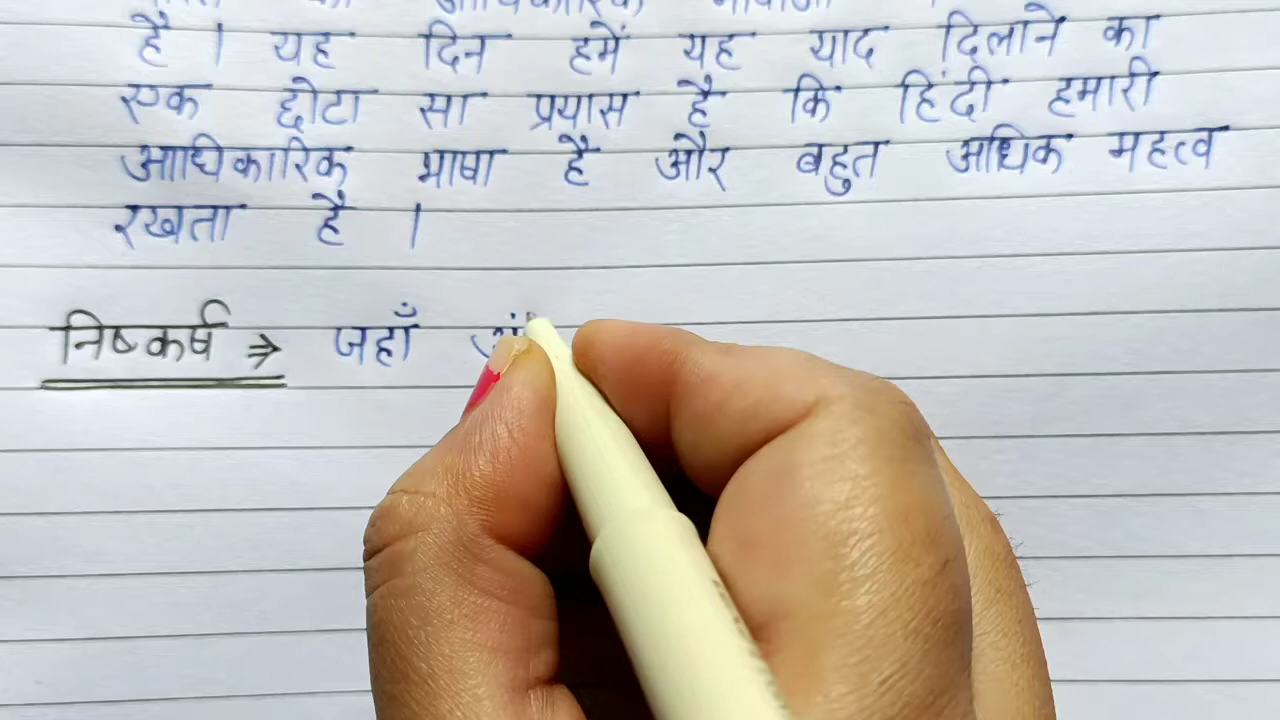 है । यह दिन हमें यह याद दिलाने का
एक छोटा सा प्रयास है कि हिंदी हमारी
आधिकारिक भाषा है और बहुत अधिक महत्व
रखता है ।
निष्कर्ष ⇒ जहाँ